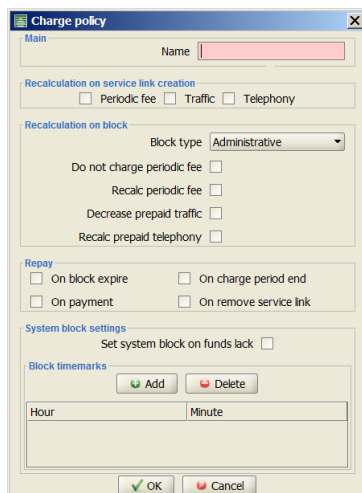 Charge policy
Main
Name
Recalculation on service link creation
Periodic fee Traffic Telephony
Recalculation on block
Block type Administrative
Do not charge periodic fee
Recalc periodic fee
Decrease prepaid traffic
Recalc prepaid telephony
Repay
On block expire On charge period end
On payment On remove service link
System block settings
Set system block on funds lack
Block timemarks
Add Delete
Hour Minute
OK Cancel